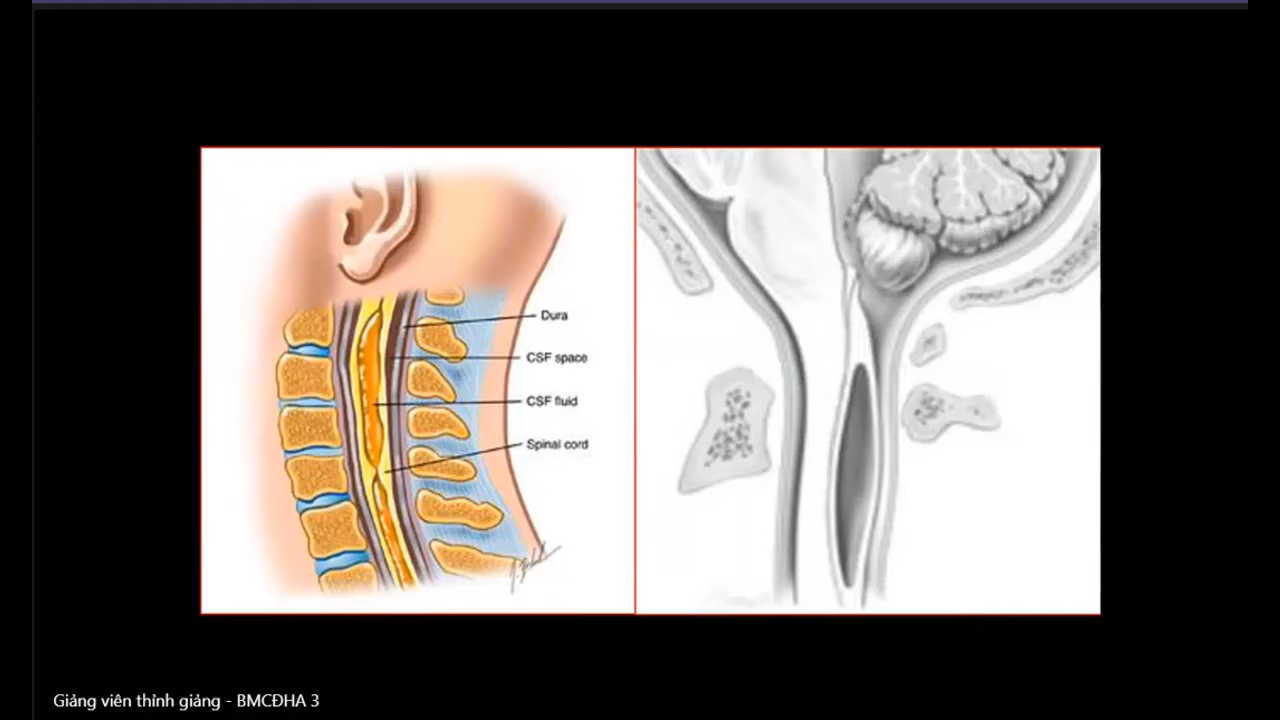 Dura
CSF space
CSF fluid
Spinal cord
Giảng viên thỉnh giảng - BMCĐHA 3